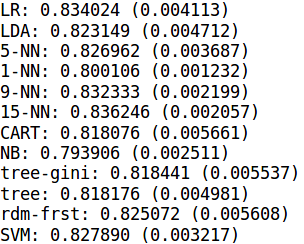 LR: 0.834024 (0.004113)
LDA: 0.823149 (0.004712)
5-NN: 0.826962 (0.003687)
1-NN: 0.800106 (0.001232)
9-NN: 0.832333 (0.002199)
15-NN: 0.836246 (0.002057)
CART: 0.818076 (0.005661)
NB: 0.793906 (0.002511)
tree-gini: 0.818441 (0.005537)
tree: 0.818176 (0.004981)
rdm-frst: 0.825072 (0.005608)
SVM: 0.827890 (0.003217)